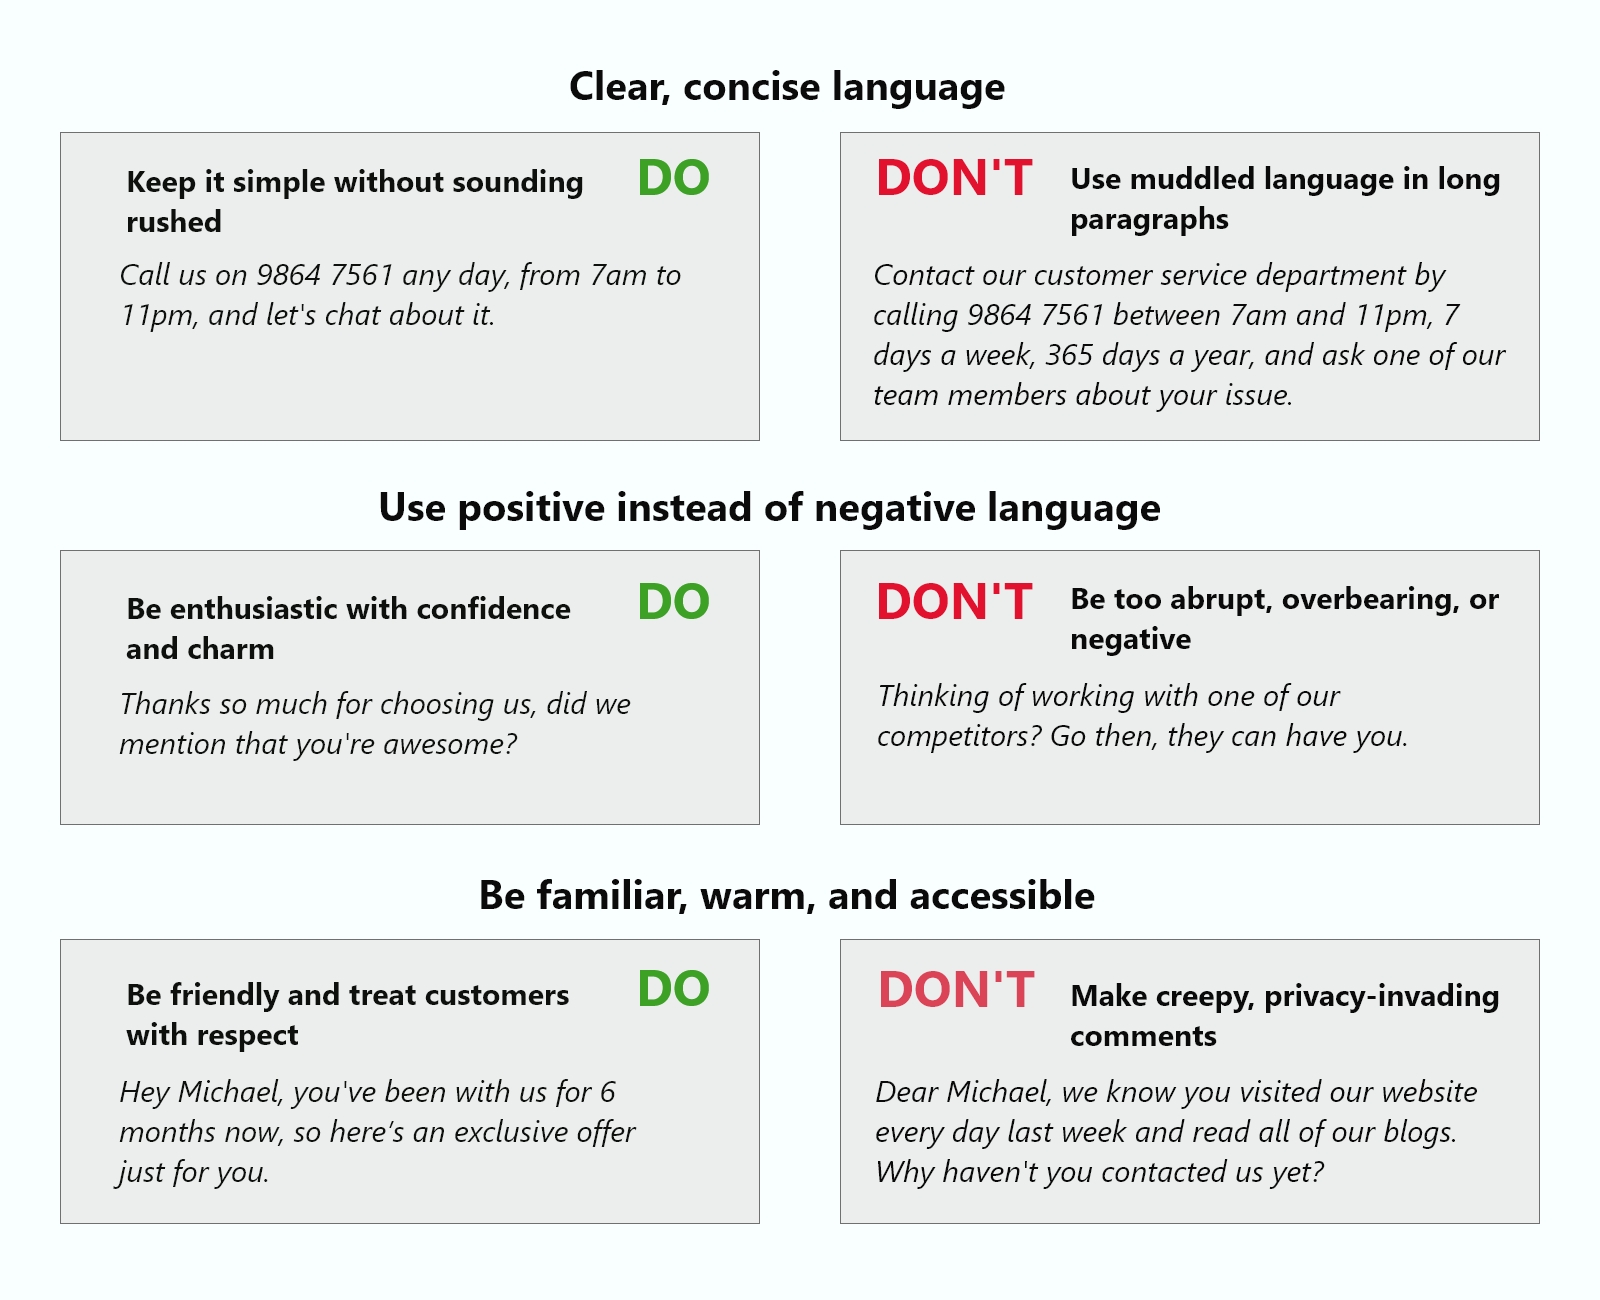 Clear, concise language
Keep it simple without sounding
rushed
DO
Call us on 9864 7561 any day, from 7am to
11pm, and let's chat about it.
DON'T
Use muddled language in long
paragraphs
Contact our customer service department by
calling 9864 7561 between 7am and 11pm, 7
days a week, 365 days a year, and ask one of our
team members about your issue.
Use positive instead of negative language
Be enthusiastic with confidence
and charm
DO
Thanks so much for choosing us, did we
mention that you're awesome?
DON'T
Be too abrupt, overbearing, or
negative
Thinking of working with one of our
competitors? Go then, they can have you.
Be familiar, warm, and accessible
Be friendly and treat customers
with respect
DO
Hey Michael, you've been with us for 6
months now, so here’s an exclusive offer
just for you.
DON'T
Make creepy, privacy-invading
comments
Dear Michael, we know you visited our website
every day last week and read all of our blogs.
Why haven't you contacted us yet?